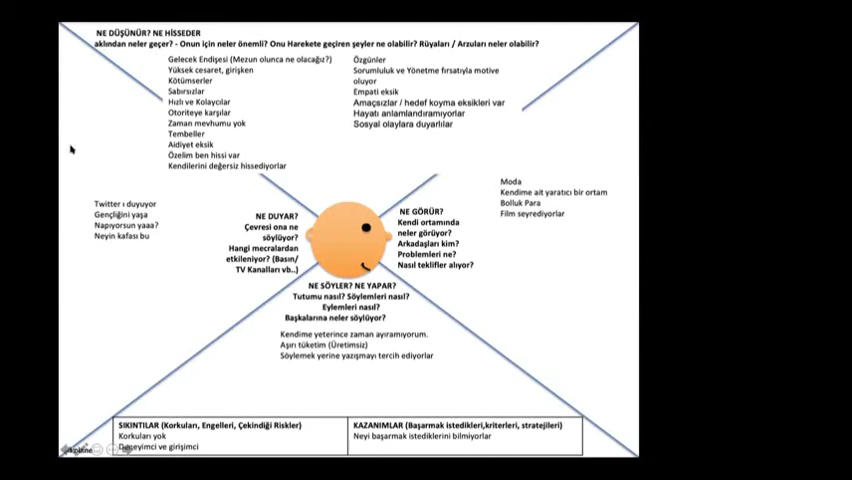 NE DÜŞÜNÜR? NE HİSSEDER
aklından neler geçer? - Onun için neler önemli? Onu Harekete geçiren şeyler ne olabilir? Rüyaları / Arzuları neler olabilir?
Gelecek Endişesi (Mezun olunca ne olacağız?)
Yüksek cesaret, girişken
Kötümserler
Sabırsızlar
Hızlı ve Kolaycılar
Otoriteye karşılar
Zaman mevhumu yok
Tembeller
Aidiyet eksik
Özelim ben hissi var
Kendilerini değersiz hissediyorlar
Özgünler
Sorumluluk ve Yönetme fırsatıyla motive
oluyor
Empati eksik
Amaçsızlar / hedef koyma eksikleri var
Hayatı anlamlandıramıyorlar
Sosyal olaylara duyarlılar
Twitter ı duyuyor
Gençliğini yaşa
Napıyorsun yaaa?
Neyin kafası bu
NE DUYAR?
Çevresi ona ne
söylüyor?
Hangi mecralardan
etkileniyor? (Basın/
TV Kanalları vb..)
NE GÖRÜR?
Kendi ortamında
neler görüyor?
Arkadaşları kim?
Problemleri ne?
Nasıl teklifler alıyor?
Moda
Kendime ait yaratıcı bir ortam
Bolluk Para
Film seyrediyorlar
NE SÖYLER? NE YAPAR?
Tutumu nasıl? Söylemleri nasıl?
Eylemleri nasıl?
Başkalarına neler söylüyor?
Kendime yeterince zaman ayıramıyorum.
Aşırı tüketim (Üretimsiz)
Söylemek yerine yazışmayı tercih ediyorlar
SIKINTILAR (Korkuları, Engelleri, Çekindiği Riskler)
Korkuları yok
Deneyimci ve girişimci
KAZANIMLAR (Başarmak istedikleri,kriterleri, stratejileri)
Neyi başarmak istediklerini bilmiyorlar